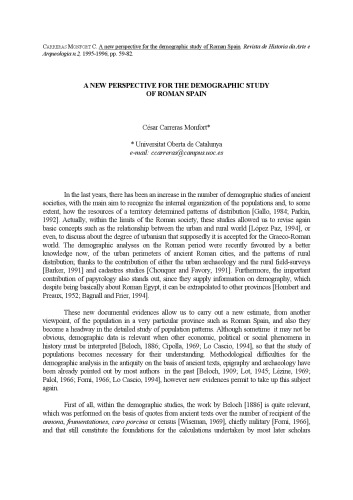 CARRERAS MONFORT C. A new perspective for the demographic study of Roman Spain. Revista de Historia da Arte e
Arqueologia n.2. 1995-1996, pp. 59-82.
A NEW PERSPECTIVE FOR THE DEMOGRAPHIC STUDY
OF ROMAN SPAIN
César Carreras Monfort*
* Universitat Oberta de Catalunya
e-mail: ccarreras@campus.uoc.es
In the last years, there has been an increase in the number of demographic studies of ancient
societies, with the main aim to recognize the internal organization of the populations and, to some
extent, how the resources of a territory determined patterns of distribution [Gallo, 1984; Parkin,
1992]. Actually, within the limits of the Roman society, these studies allowed us to revise again
basic concepts such as the relationship between the urban and rural world [López Paz, 1994], or
even, to discuss about the degree of urbanism that supposedly it is accepted for the Graeco-Roman
world. The demographic analyses on the Roman period were recently favoured by a better
knowledge now, of the urban perimeters of ancient Roman cities, and the patterns of rural
distribution; thanks to the contribution of either the urban archaeology and the rural field-surveys
[Barker, 1991] and cadastres studies [Chouquer and Favory, 1991]. Furthermore, the important
contribution of papyrology also stands out, since they supply information on demography, which
despite being basically about Roman Egypt, it can be extrapolated to other provinces [Hombert and
Preaux, 1952; Bagnall and Frier, 1994].
These new documental evidences allow us to carry out a new estimate, from another
viewpoint, of the population in a very particular province such as Roman Spain, and also they
become a headway in the detailed study of population patterns. Although sometime it may not be
obvious, demographic data is relevant when other economic, political or social phenomena in
history must be interpreted [Beloch, 1886; Cipolla, 1969; Lo Cascio, 1994], so that the study of
populations becomes necessary for their understanding. Methodological difficulties for the
demographic analysis in the antiquity on the basis of ancient texts, epigraphy and archaeology have
been already pointed out by most authors in the past [Beloch, 1909; Lot, 1945; Lézine, 1969;
Palol, 1966; Forni, 1966; Lo Cascio, 1994], however new evidences permit to take up this subject
again.
First of all, within the demographic studies, the work by Beloch [1886] is quite relevant,
which was performed on the basis of quotes from ancient texts over the number of recipient of the
annona, frumentationes, caro porcina or census [Wiseman, 1969], chiefly military [Forni, 1966],
and that still constitute the foundations for the calculations undertaken by most later scholars